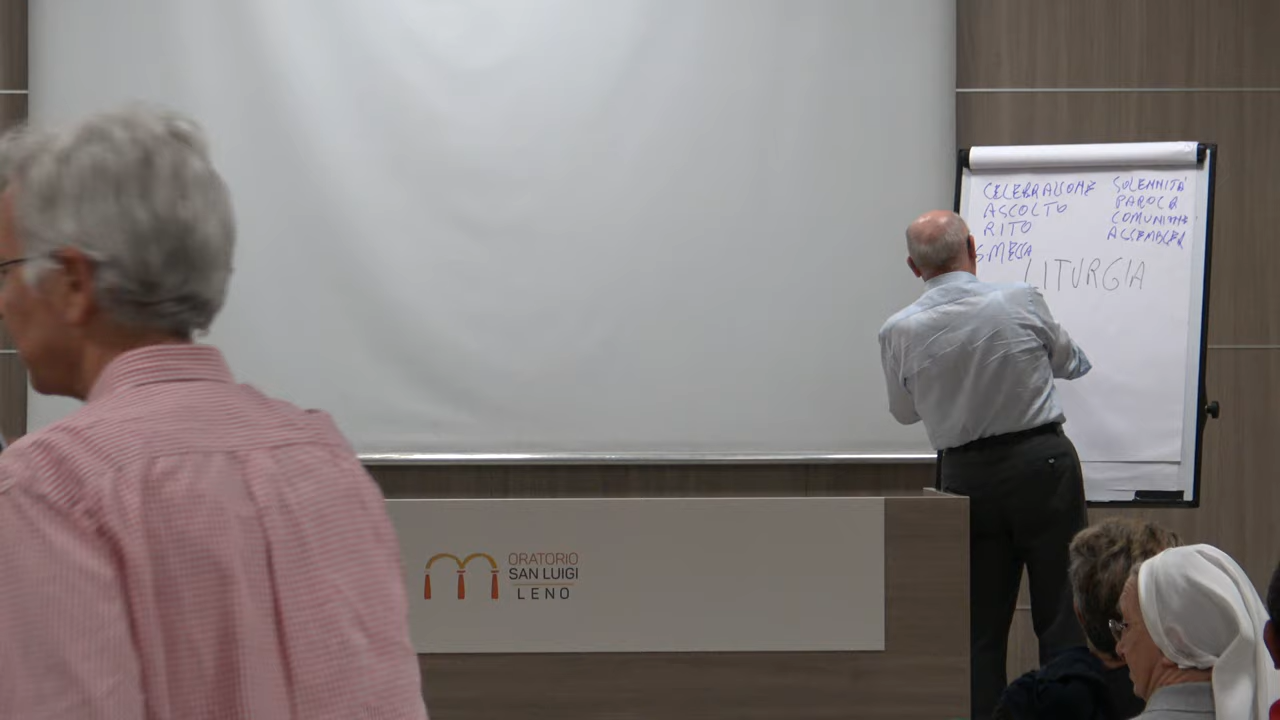 CELEBRAZIONE
ASCOLTO
RITO
S.MESSA
SOLENNITÀ
PAROLA
COMUNITÀ
ASSEMBLEA
LITURGIA
ORATORIO
SAN LUIGI
LENO